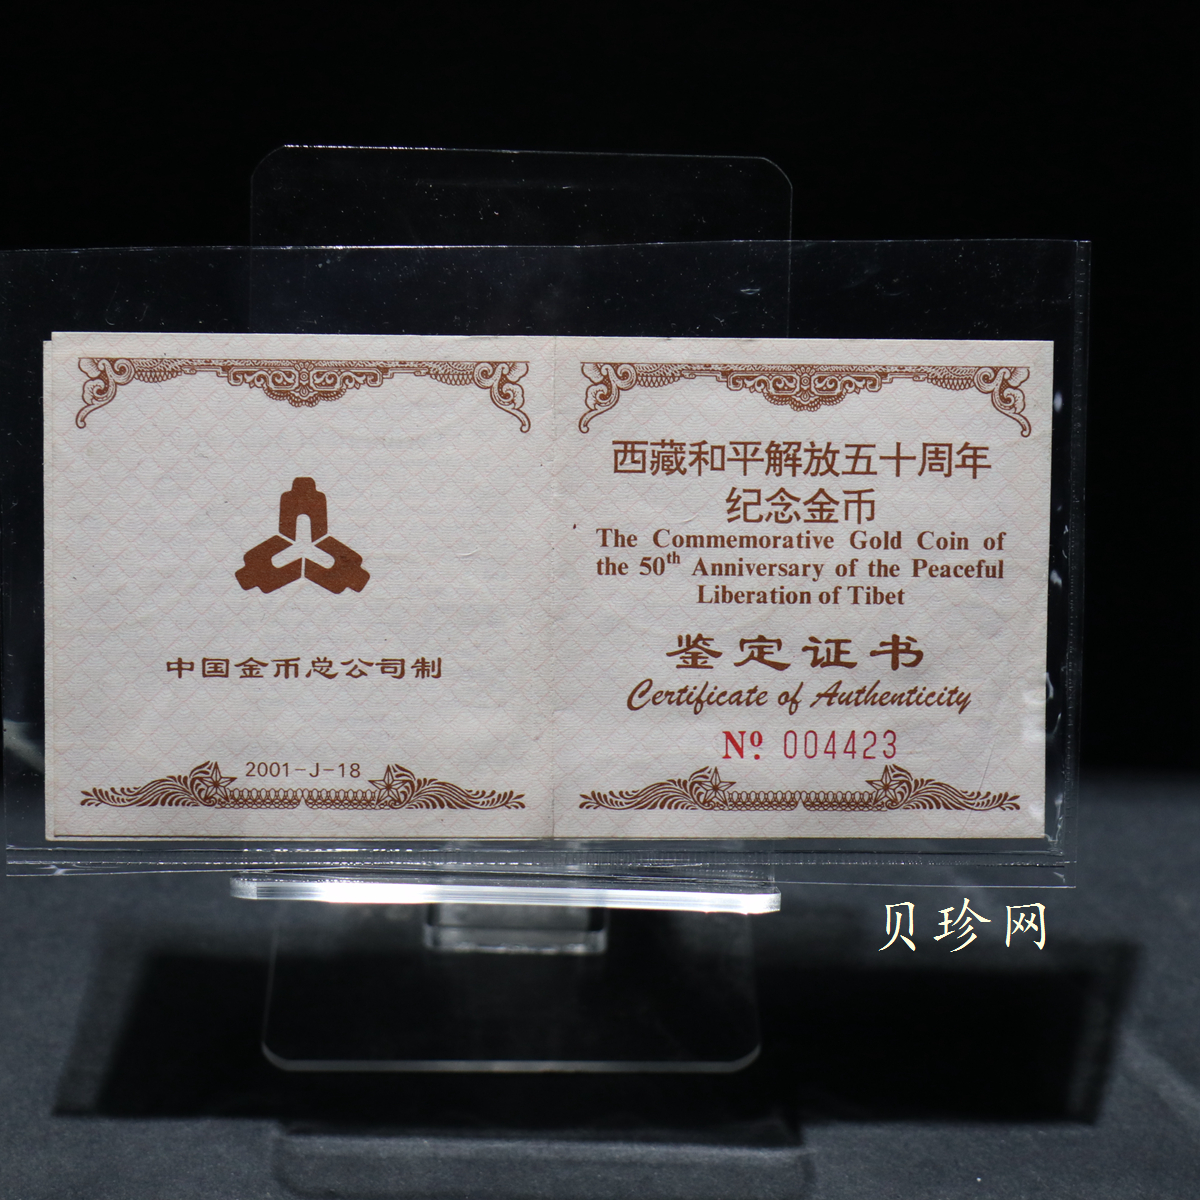 中国金币总公司制
2001-J-18
西藏和平解放五十周年
纪念金币
The Commemorative Gold Coin of
the 50th Anniversary of the Peaceful
Liberation of Tibet
鉴定证书
Certificate of Authenticity
Nº. 004423
贝珍网